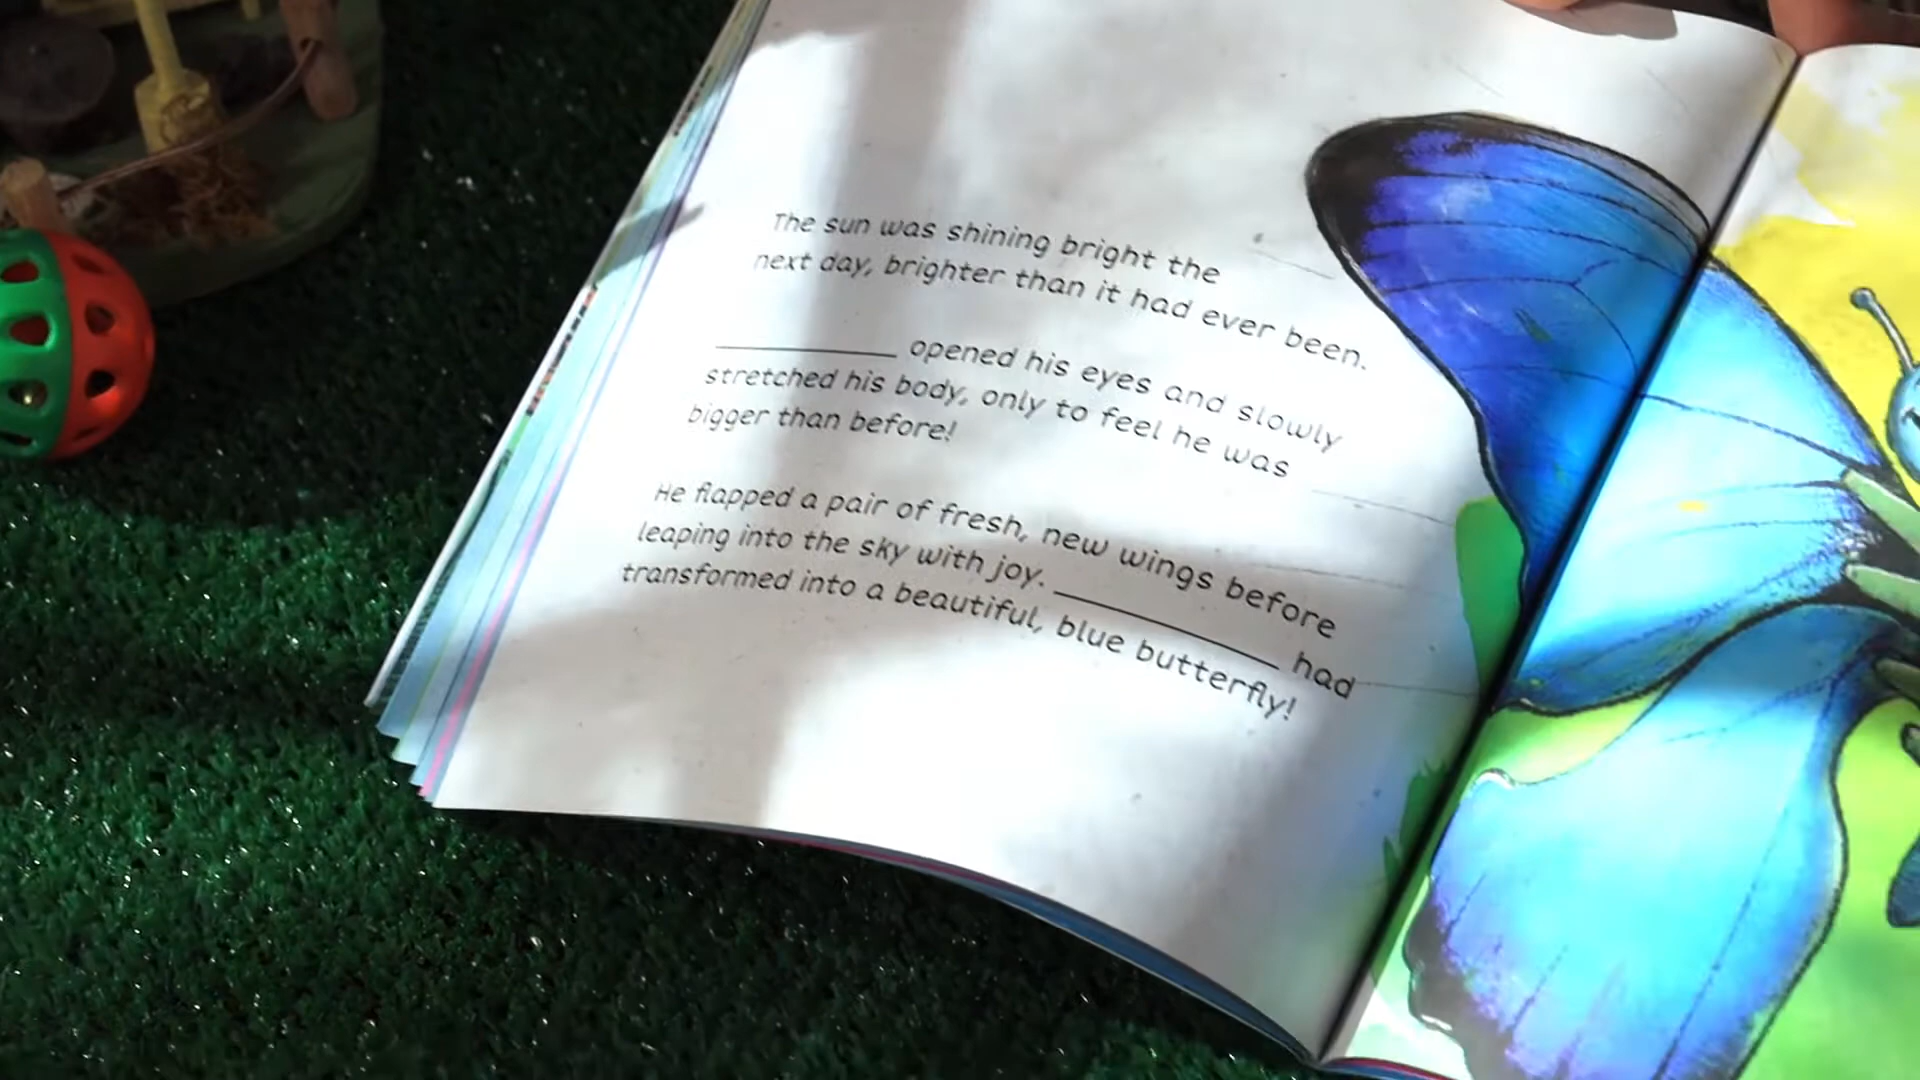 The sun was shining bright the
next day, brighter than it had ever been.
__________ opened his eyes and slowly
stretched his body, only to feel he was
bigger than before!
He flapped a pair of fresh, new wings before
leaping into the sky with joy. __________ had
transformed into a beautiful, blue butterfly!